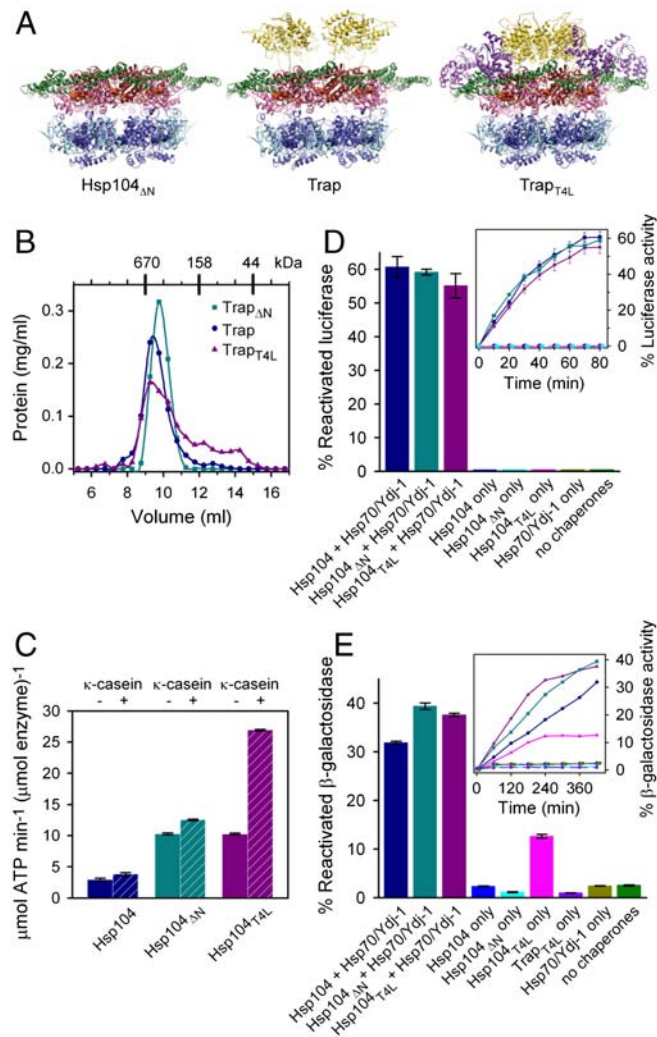 A
Hsp104ΔN
Trap
TrapT4L
B
670 158 44 kDa
TrapΔN
Trap
TrapT4L
Protein (mg/ml)
0.3
0.2
0.1
0.0
6 8 10 12 14 16
Volume (ml)
C
κ-casein κ-casein κ-casein
- + - + - +
μmol ATP min-1 (μmol enzyme)-1
30
25
20
15
10
5
0
Hsp104
Hsp104ΔN
Hsp104T4L
D
% Reactivated luciferase
60
50
40
30
20
10
0
% Luciferase activity
60
40
20
0
0 20 40 60 80
Time (min)
Hsp104 + Hsp70/Ydj-1
Hsp104ΔN + Hsp70/Ydj-1
Hsp104T4L + Hsp70/Ydj-1
Hsp104 only
Hsp104ΔN only
Hsp104T4L only
Hsp70/Ydj-1 only
no chaperones
E
% Reactivated β-galactosidase
40
30
20
10
0
% β-galactosidase activity
40
30
20
10
0
0 120 240 360
Time (min)
Hsp104 + Hsp70/Ydj-1
Hsp104ΔN + Hsp70/Ydj-1
Hsp104T4L + Hsp70/Ydj-1
Hsp104 only
Hsp104ΔN only
Hsp104T4L only
TrapT4L only
Hsp70/Ydj-1 only
no chaperones